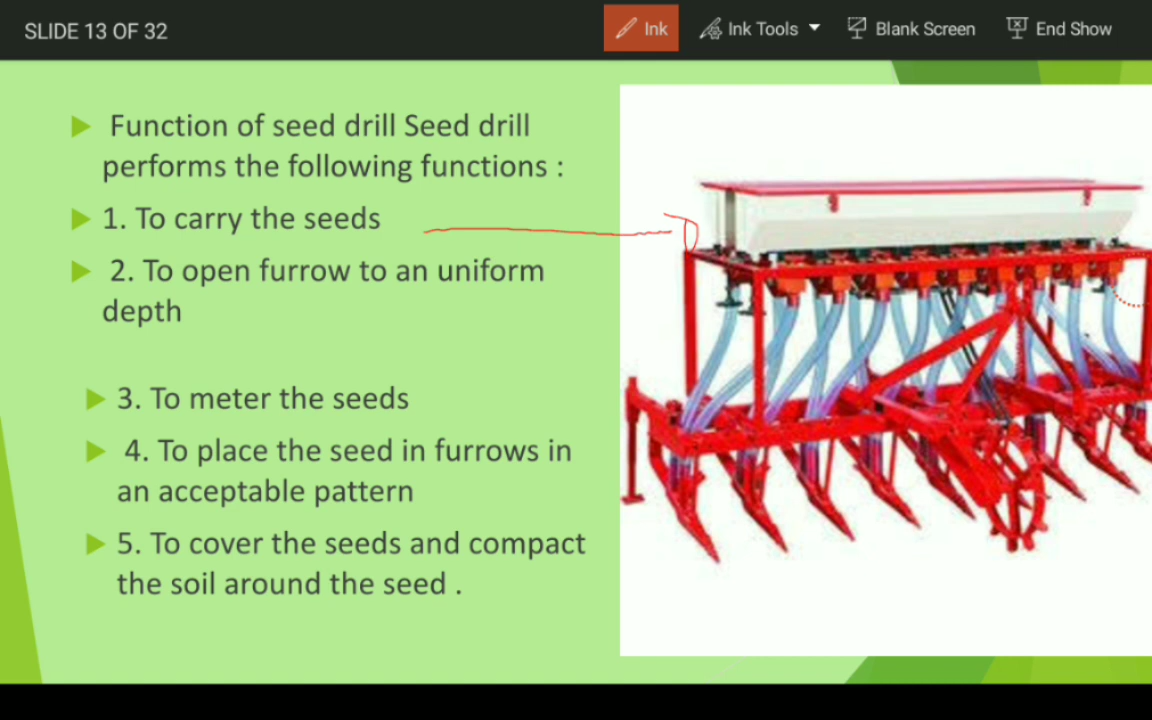 SLIDE 13 OF 32
Ink
Ink Tools
Blank Screen
End Show
Function of seed drill Seed drill
performs the following functions :
1. To carry the seeds
2. To open furrow to an uniform
depth
3. To meter the seeds
4. To place the seed in furrows in
an acceptable pattern
5. To cover the seeds and compact
the soil around the seed .